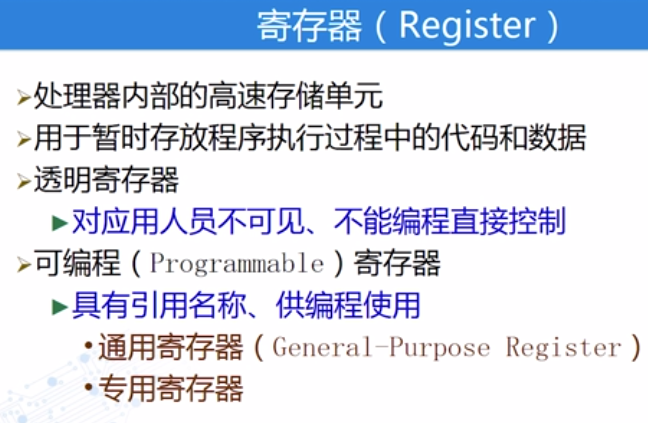 寄存器（Register）
➢处理器内部的高速存储单元
➢用于暂时存放程序执行过程中的代码和数据
➢透明寄存器
►对应用人员不可见、不能编程直接控制
➢可编程（Programmable）寄存器
►具有引用名称、供编程使用
•通用寄存器（General-Purpose Register）
•专用寄存器